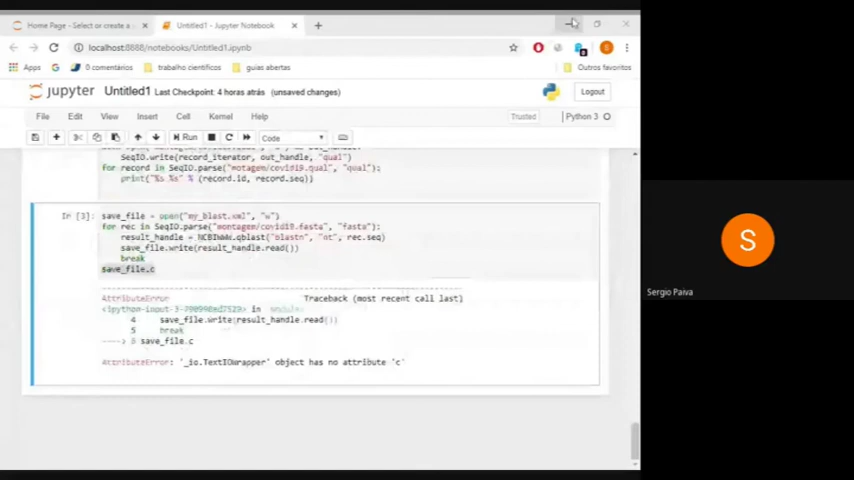 Home Page - Select or create a
Untitled1 - Jupyter Notebook
localhost:8888/notebooks/Untitled1.ipynb
S
Apps
0 comentários
trabalho cientifico
guias abertas
Outros favoritos
jupyter Untitled1 Last Checkpoint: 4 horas atrás (unsaved changes)
Logout
File Edit View Insert Cell Kernel Help
Trusted
Python 3
Run
Code
SeqIO.write(record_iterator, out_handle, "qual")
for record in SeqIO.parse("motagem/covid19.qual", "qual"):
print("%s %s" % (record.id, record.seq))
In [3]:
save_file = open("my_blast.xml", "w")
for rec in SeqIO.parse("montagem/covid19.fasta", "fasta"):
result_handle = NCBIWWW.qblast("blastn", "nt", rec.seq)
save_file.write(result_handle.read())
break
save_file.c
AttributeError Traceback (most recent call last)
in
4 save_file.write(result_handle.read())
5 break
----> 6 save_file.c
AttributeError: '_io.TextIOWrapper' object has no attribute 'c'
S
Sergio Paiva